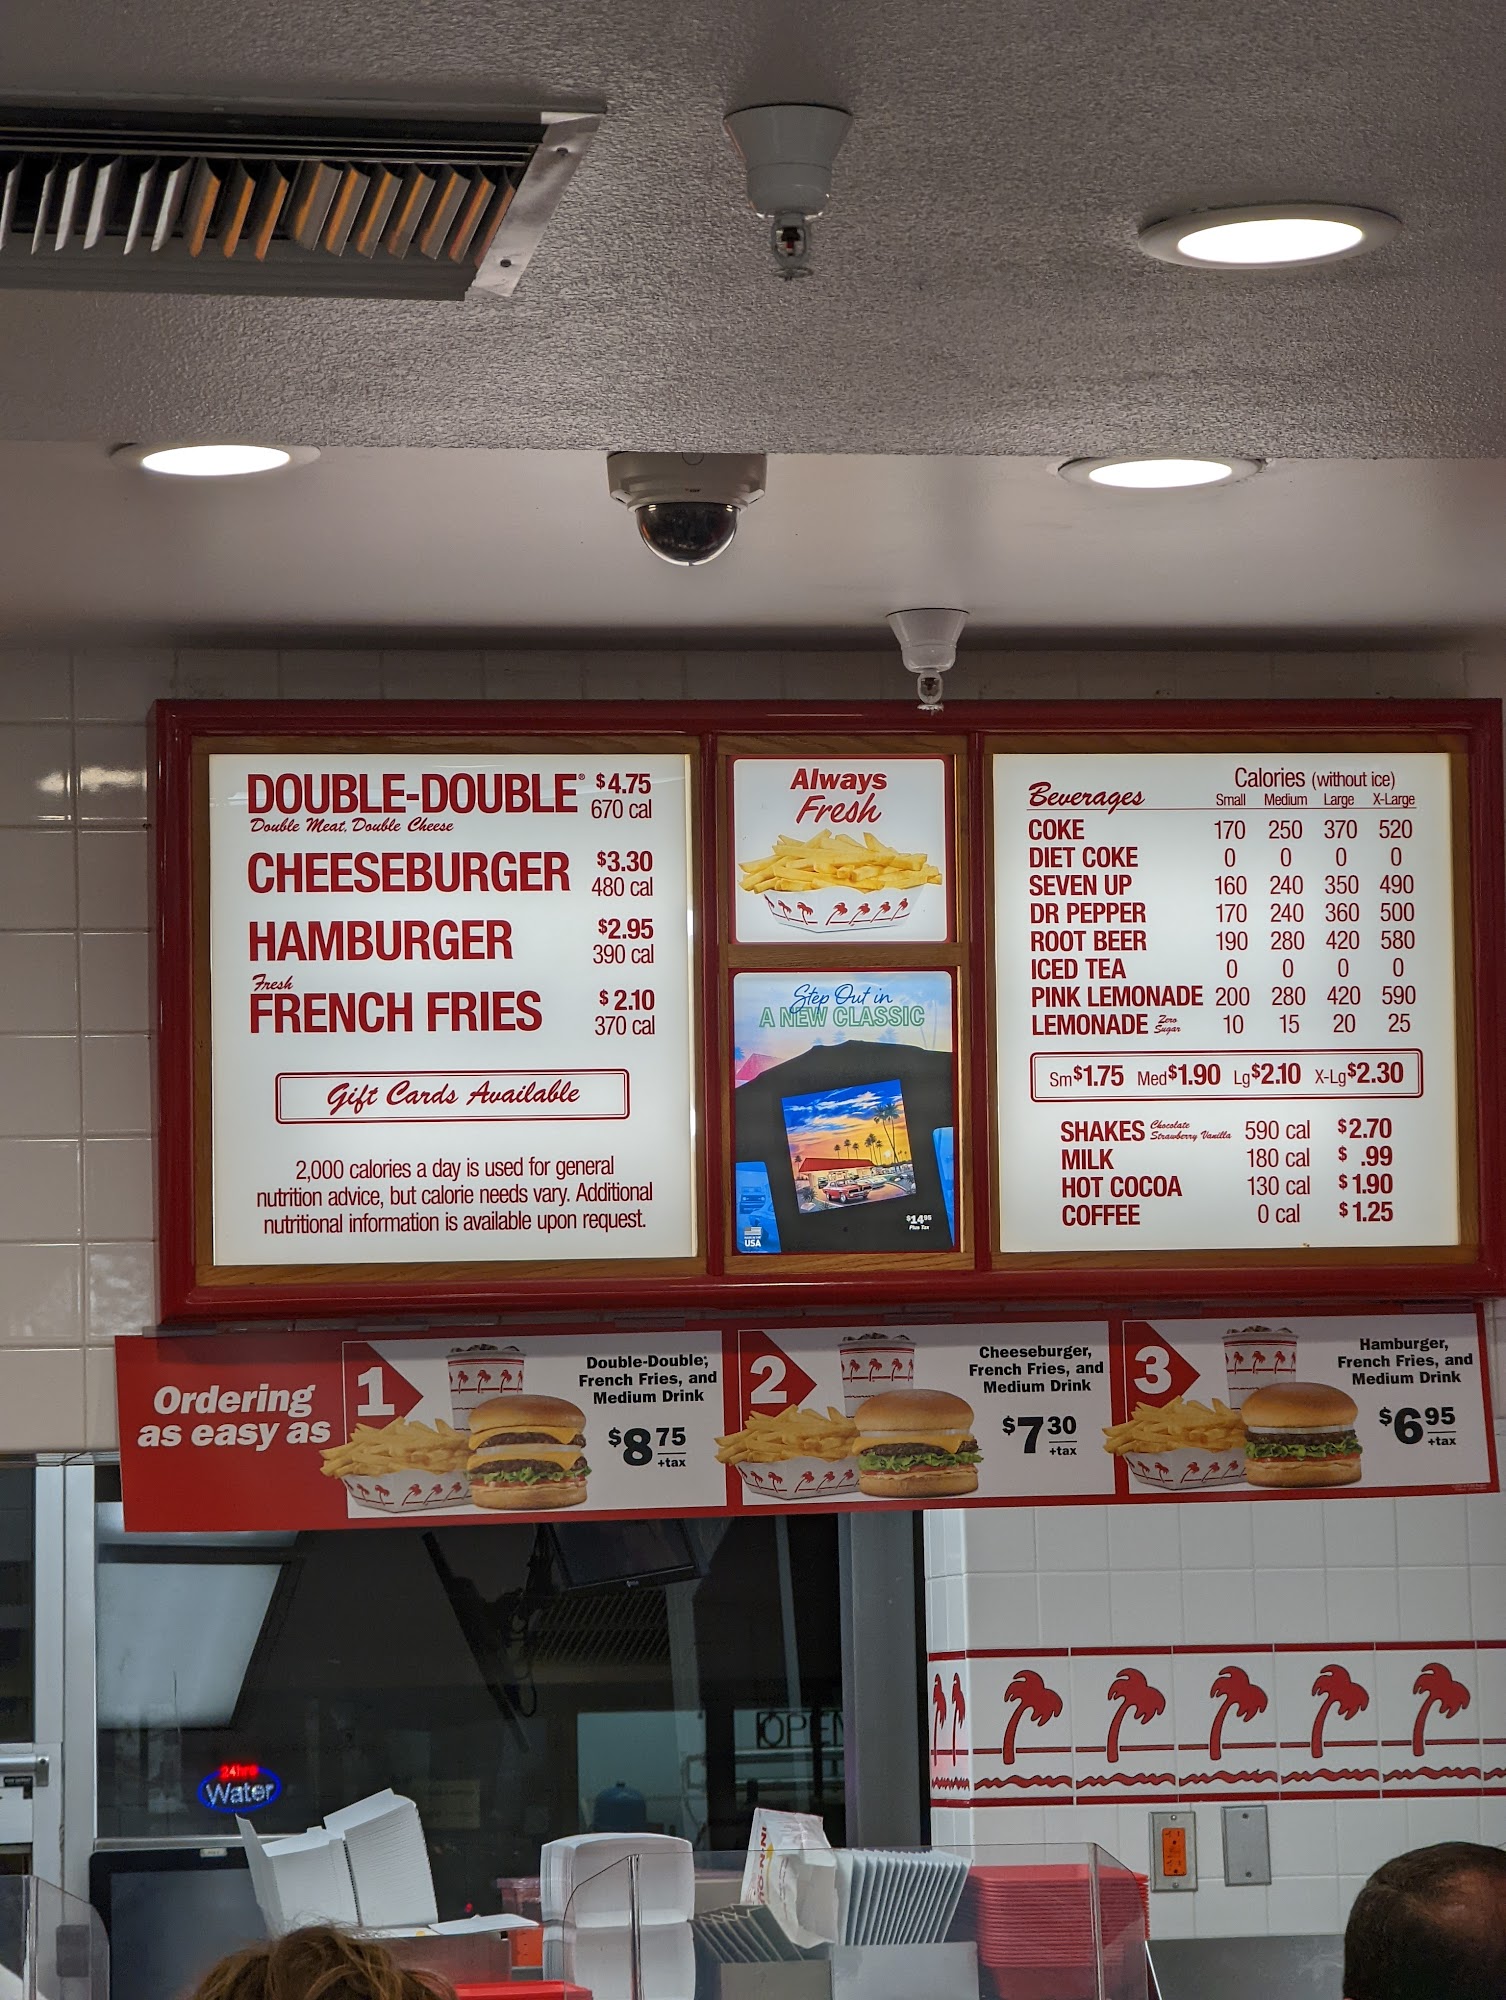 DOUBLE-DOUBLE® $4.75
Double Meat, Double Cheese 670 cal
CHEESEBURGER $3.30
480 cal
HAMBURGER $2.95
390 cal
Fresh
FRENCH FRIES $2.10
370 cal
Gift Cards Available
2,000 calories a day is used for general
nutrition advice, but calorie needs vary. Additional
nutritional information is available upon request.
Always
Fresh
Step Out in
A NEW CLASSIC
$14.95
Plus Tax
USA
Beverages Calories (without ice)
Small Medium Large X-Large
COKE 170 250 370 520
DIET COKE 0 0 0 0
SEVEN UP 160 240 350 490
DR PEPPER 170 240 360 500
ROOT BEER 190 280 420 580
ICED TEA 0 0 0 0
PINK LEMONADE 200 280 420 590
LEMONADE Zero Sugar 10 15 20 25
Sm$1.75 Med$1.90 Lg$2.10 X-Lg$2.30
SHAKES Chocolate Strawberry Vanilla 590 cal $2.70
MILK 180 cal $ .99
HOT COCOA 130 cal $1.90
COFFEE 0 cal $1.25
Ordering
as easy as
1
Double-Double,®
French Fries, and
Medium Drink
$8 75
+tax
2
Cheeseburger,
French Fries, and
Medium Drink
$7 30
+tax
3
Hamburger,
French Fries, and
Medium Drink
$6 95
+tax
OPEN
24hrs
Water